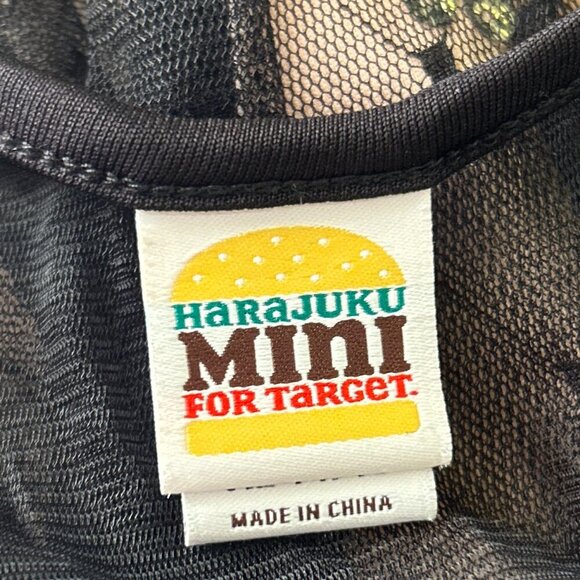 HaRaJUKU
MINI
FOR TaRGeT.
MADE IN CHINA